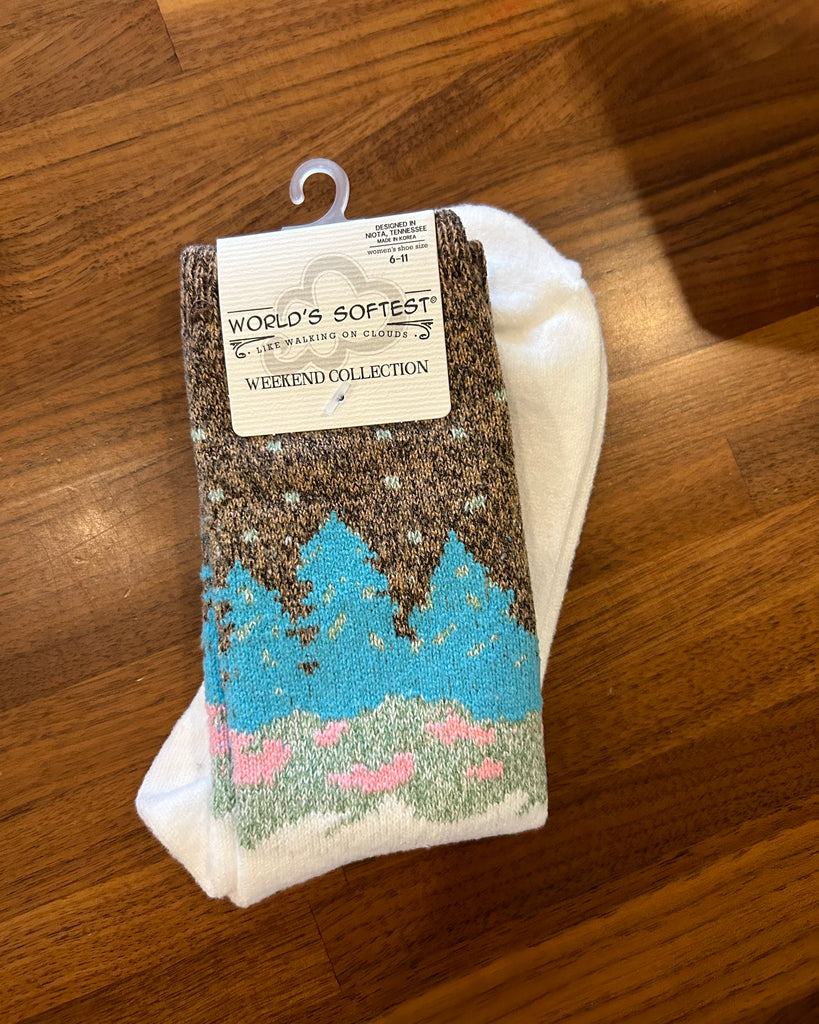 DESIGNED IN
NIOTA, TENNESSEE
MADE IN KOREA
women's shoe size
6-11
WORLD'S SOFTEST®
· LIKE WALKING ON CLOUDS ·
WEEKEND COLLECTION